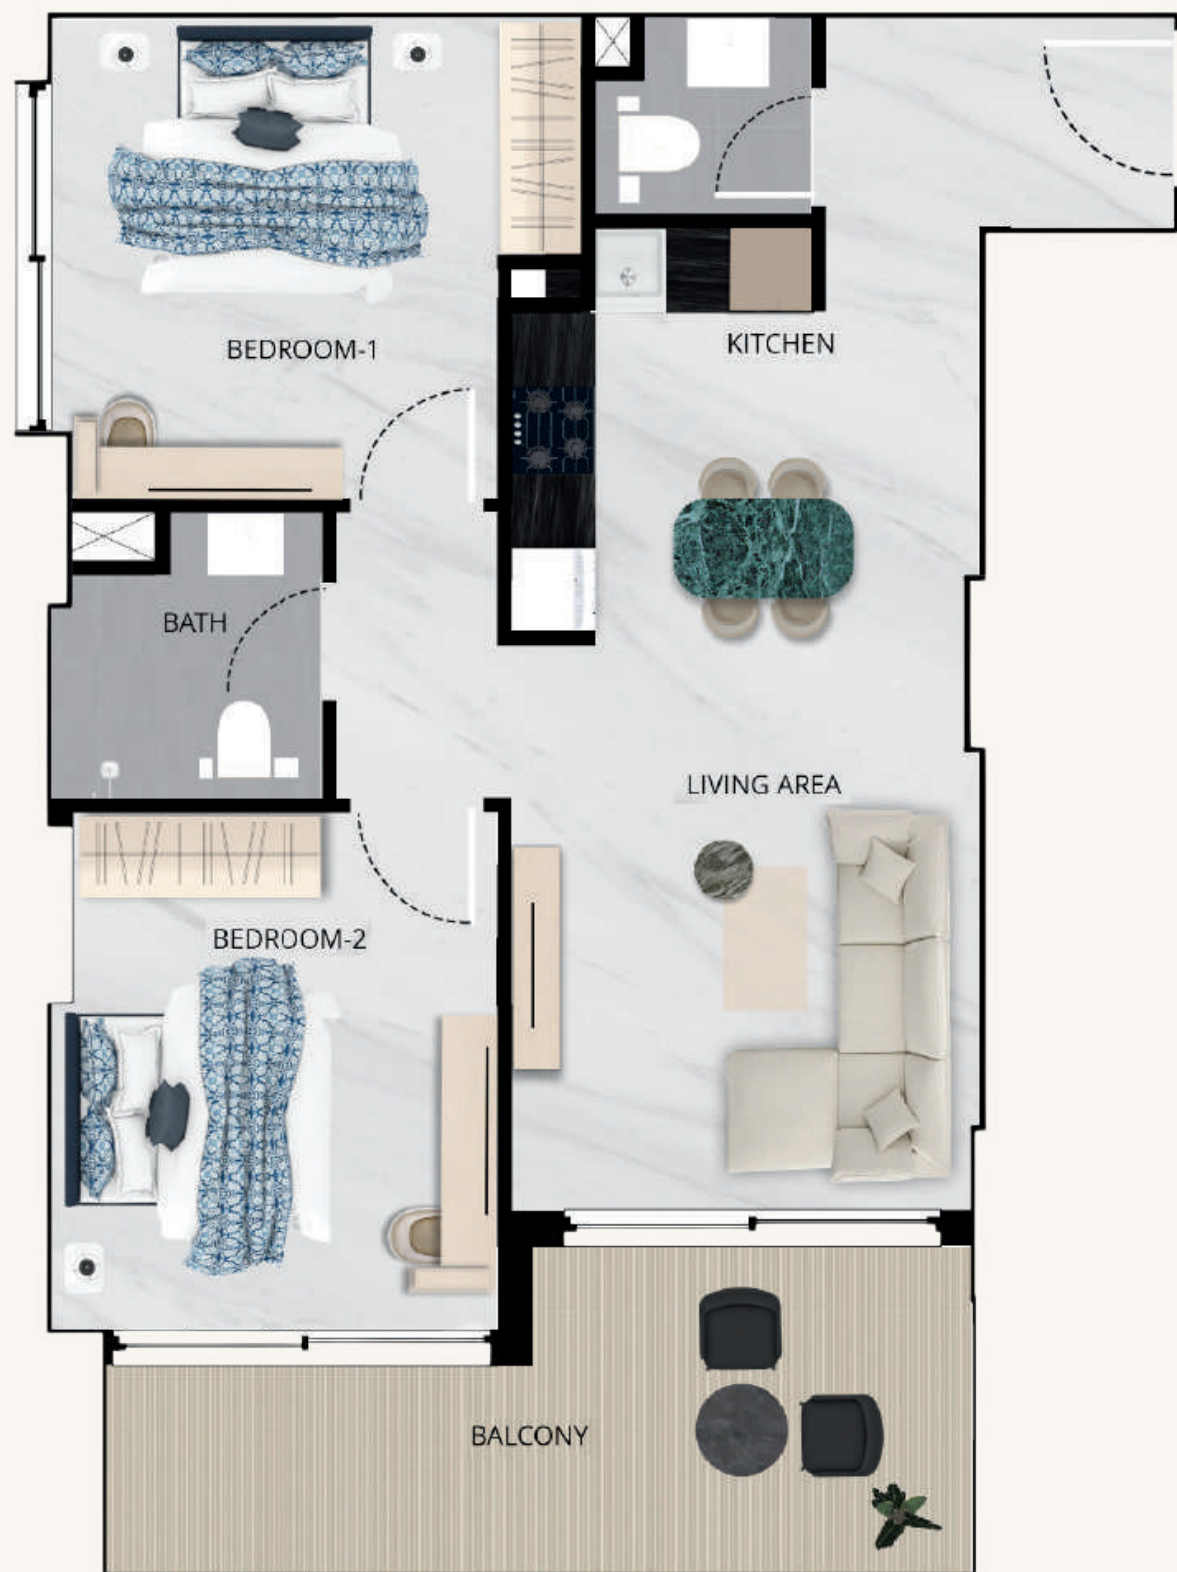 BEDROOM-1
KITCHEN
BATH
LIVING AREA
BEDROOM-2
BALCONY